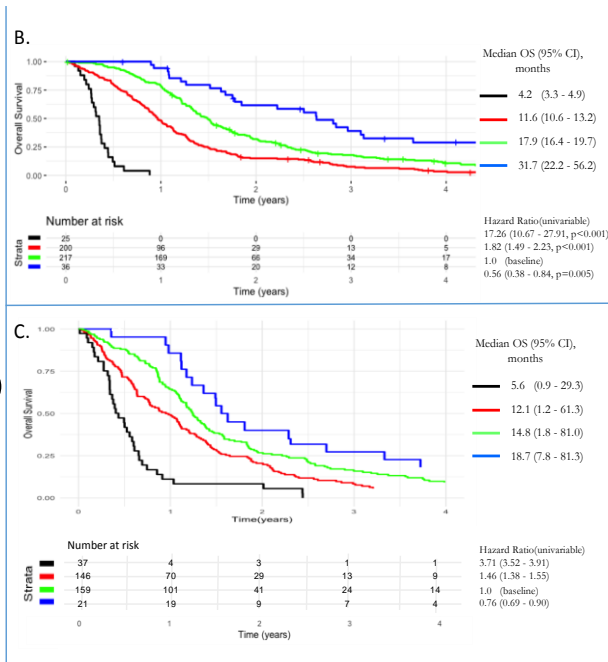 B.
Median OS (95% CI),
months
4.2 (3.3 - 4.9)
11.6 (10.6 - 13.2)
17.9 (16.4 - 19.7)
31.7 (22.2 - 56.2)
Overall Survival
1.00
0.75
0.50
0.25
0.00
0 1 2 3 4
Time (years)
Number at risk
Strata
25 0 0 0 0
200 96 29 13 5
217 169 66 34 17
36 33 20 12 8
0 1 2 3 4
Time (years)
Hazard Ratio(univariable)
17.26 (10.67 - 27.91, p<0.001)
1.82 (1.49 - 2.23, p<0.001)
1.0 (baseline)
0.56 (0.38 - 0.84, p=0.005)
C.
Median OS (95% CI),
months
5.6 (0.9 - 29.3)
12.1 (1.2 - 61.3)
14.8 (1.8 - 81.0)
18.7 (7.8 - 81.3)
Overall Survival
1.00
0.75
0.50
0.25
0.00
0 1 2 3 4
Time(years)
)
Number at risk
Strata
37 4 3 1 1
146 70 29 13 9
159 101 41 24 14
21 19 9 7 4
0 1 2 3 4
Time (years)
Hazard Ratio(univariable)
3.71 (3.52 - 3.91)
1.46 (1.38 - 1.55)
1.0 (baseline)
0.76 (0.69 - 0.90)